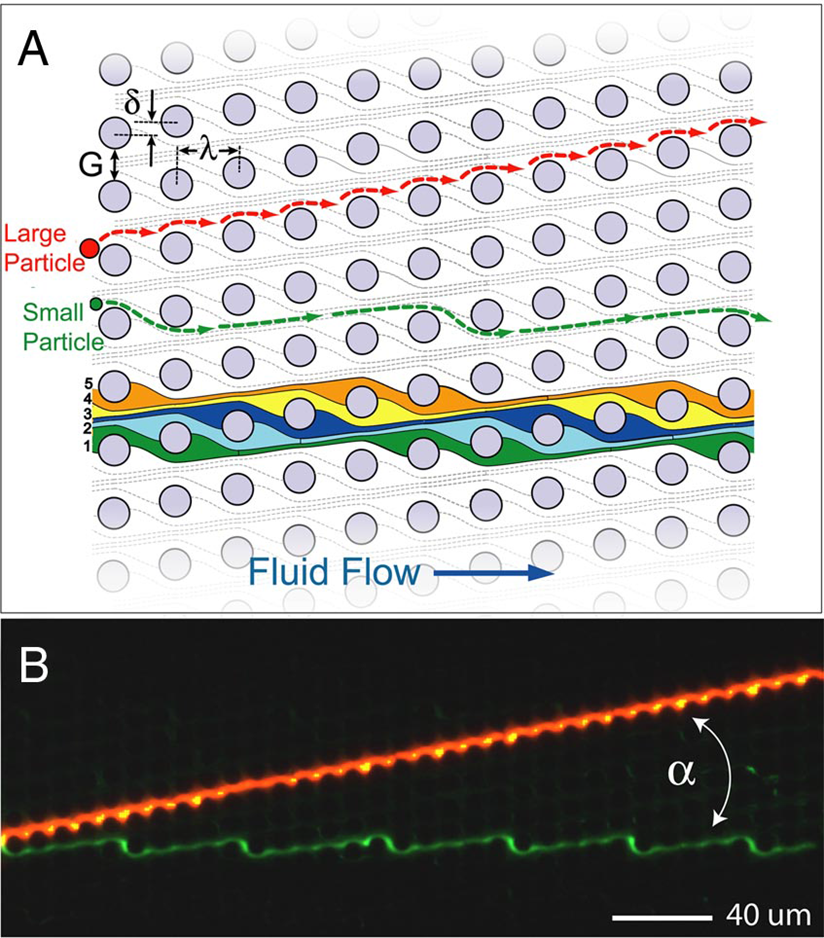 A
δ
λ
G
Large
Particle
Small
Particle
5
4
3
2
1
Fluid Flow
B
α
40 um